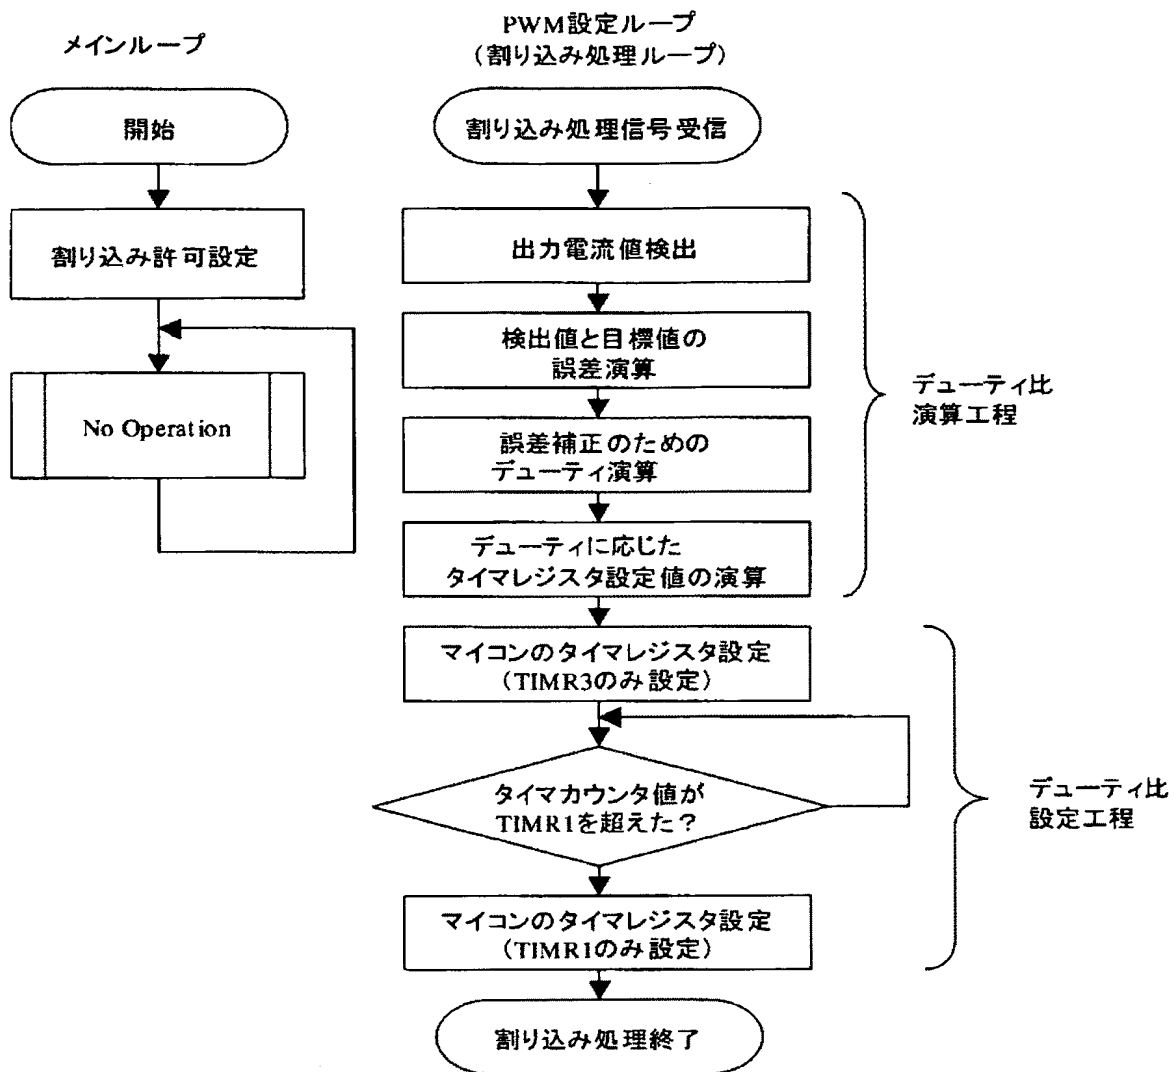 メインループ
開始
割り込み許可設定
No Operation
PWM設定ループ
(割り込み処理ループ)
割り込み処理信号受信
出力電流値検出
検出値と目標値の
誤差演算
誤差補正のための
デューティ演算
デューティに応じた
タイマレジスタ設定値の演算
デューティ比
演算工程
マイコンのタイマレジスタ設定
(TIMR3のみ設定)
タイマカウンタ値が
TIMR1を超えた?
マイコンのタイマレジスタ設定
(TIMR1のみ設定)
デューティ比
設定工程
割り込み処理終了